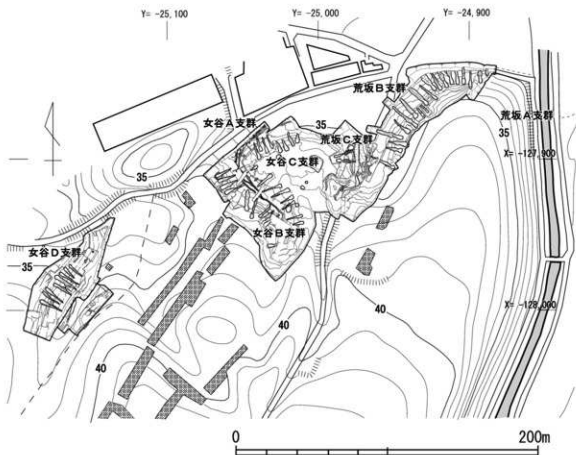 Y= -25,100
Y= -25,000
Y= -24,900
荒坂B支群
荒坂A支群
女谷A支群
35
荒坂C支群
35
女谷C支群
X= -127,900
35
女谷B支群
女谷D支群
35
X= -128,000
40
40
40
0
200m